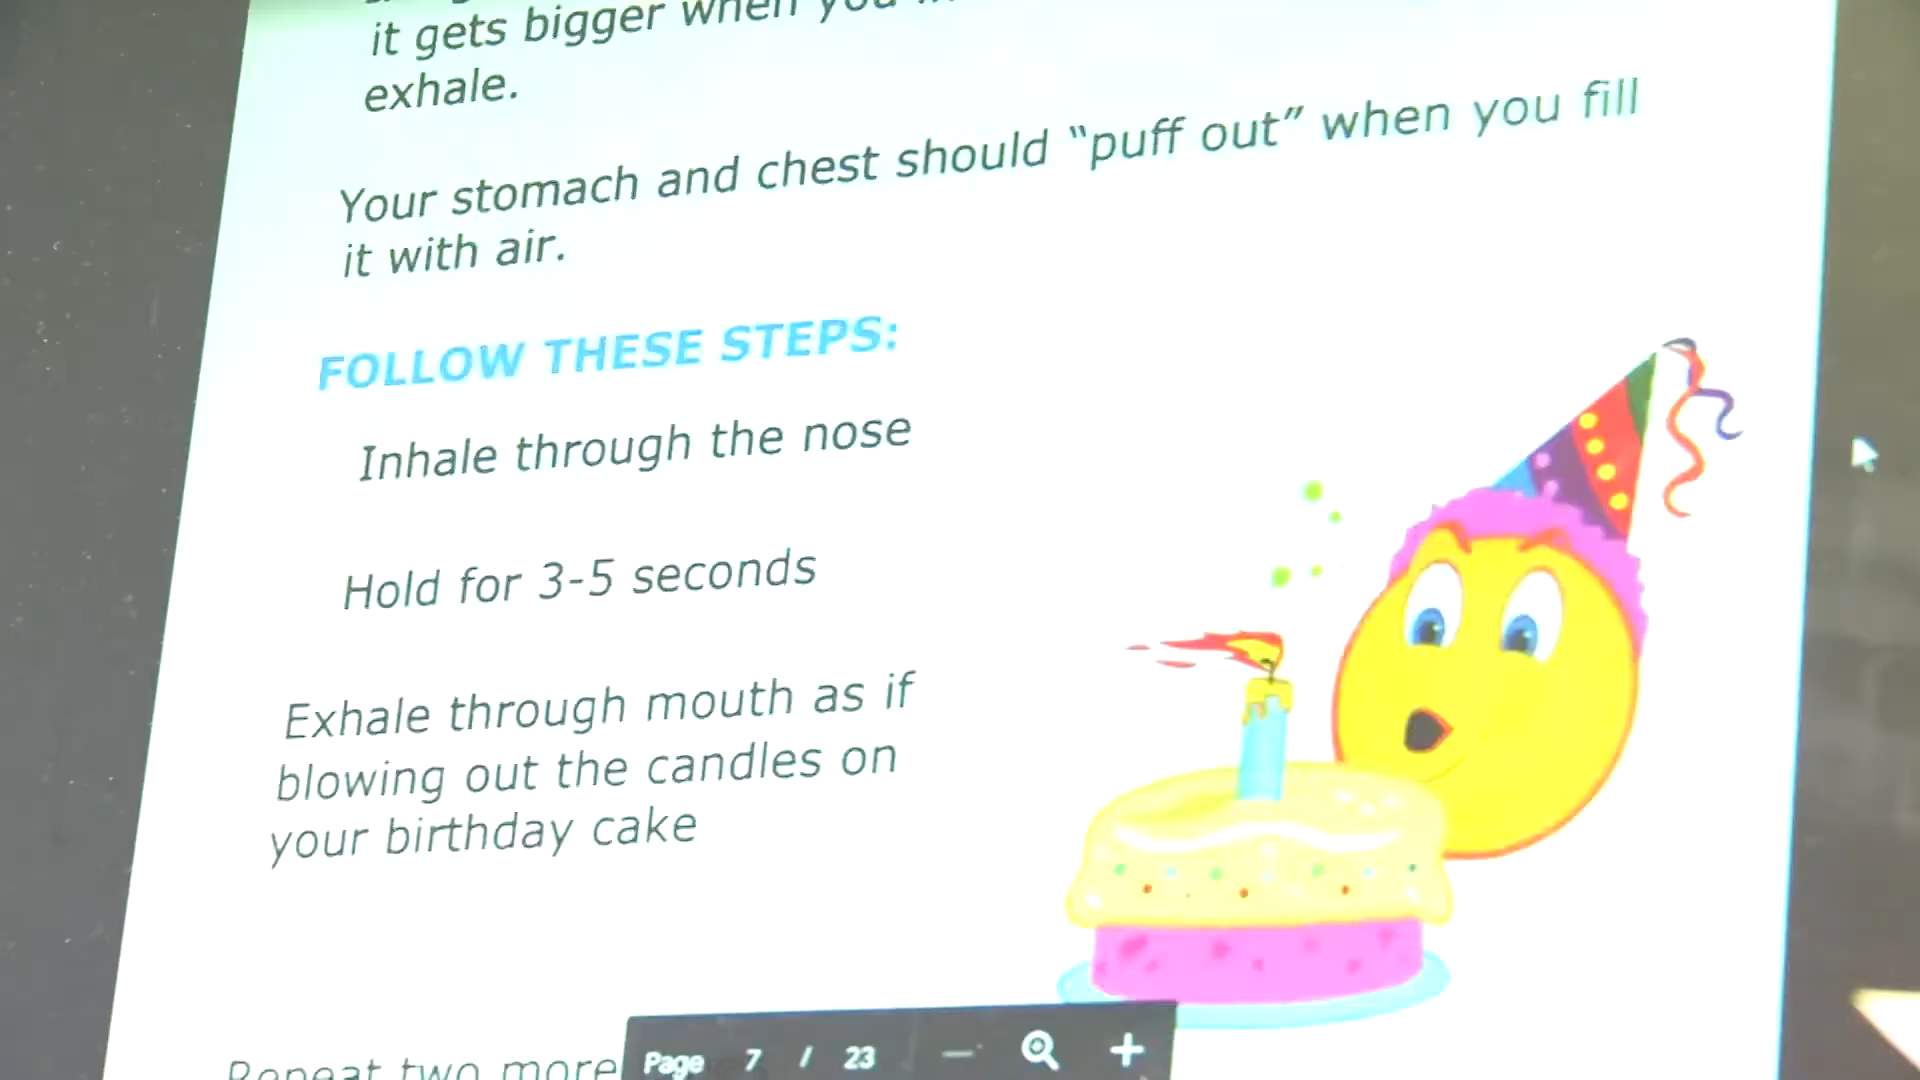 it gets bigger when you
exhale.
Your stomach and chest should “puff out” when you fill
it with air.
FOLLOW THESE STEPS:
Inhale through the nose
Hold for 3-5 seconds
Exhale through mouth as if
blowing out the candles on
your birthday cake
Repeat two more
Page 7 / 23